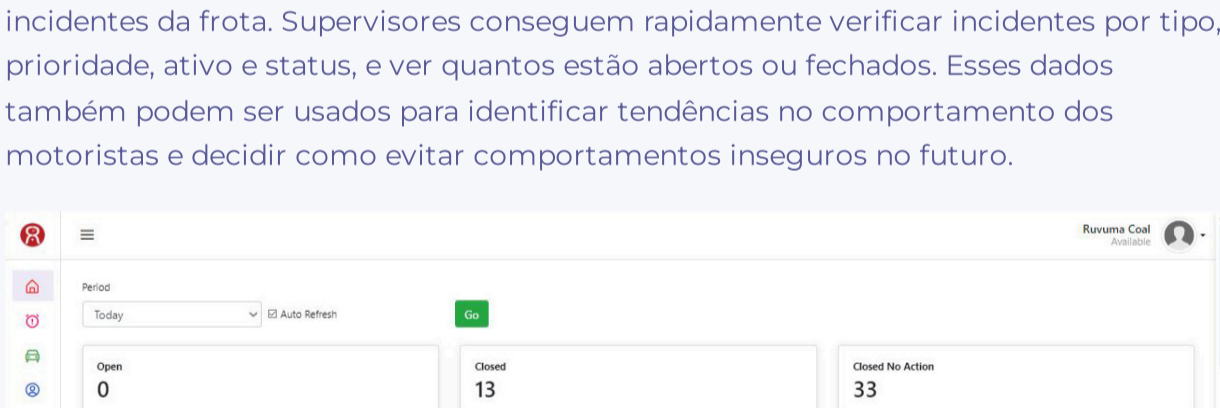 incidentes da frota. Supervisores conseguem rapidamente verificar incidentes por tipo,
prioridade, ativo e status, e ver quantos estão abertos ou fechados. Esses dados
também podem ser usados para identificar tendências no comportamento dos
motoristas e decidir como evitar comportamentos inseguros no futuro.
Ruvuma Coal
Available
Period
Today
Auto Refresh
Go
Open
0
Closed
13
Closed No Action
33